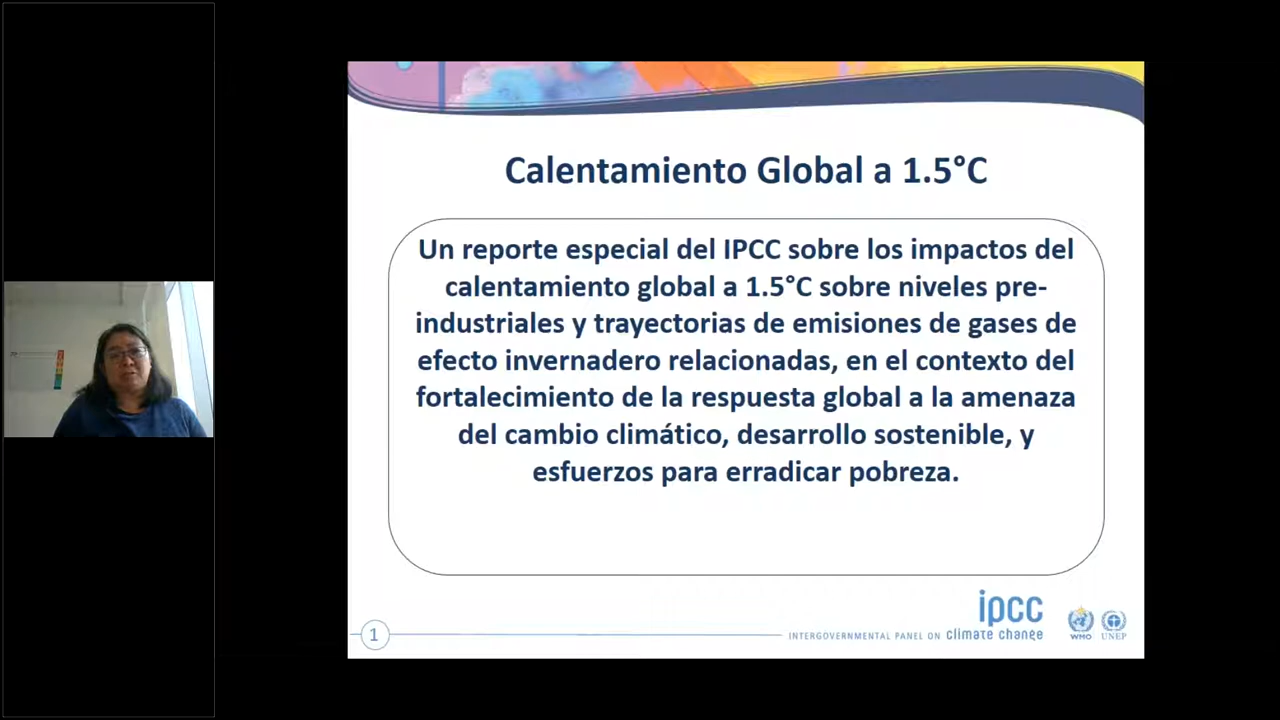 Calentamiento Global a 1.5°C
Un reporte especial del IPCC sobre los impactos del
calentamiento global a 1.5°C sobre niveles pre-
industriales y trayectorias de emisiones de gases de
efecto invernadero relacionadas, en el contexto del
fortalecimiento de la respuesta global a la amenaza
del cambio climático, desarrollo sostenible, y
esfuerzos para erradicar pobreza.
1
ipcc
INTERGOVERNMENTAL PANEL ON climate change
WMO
UNEP